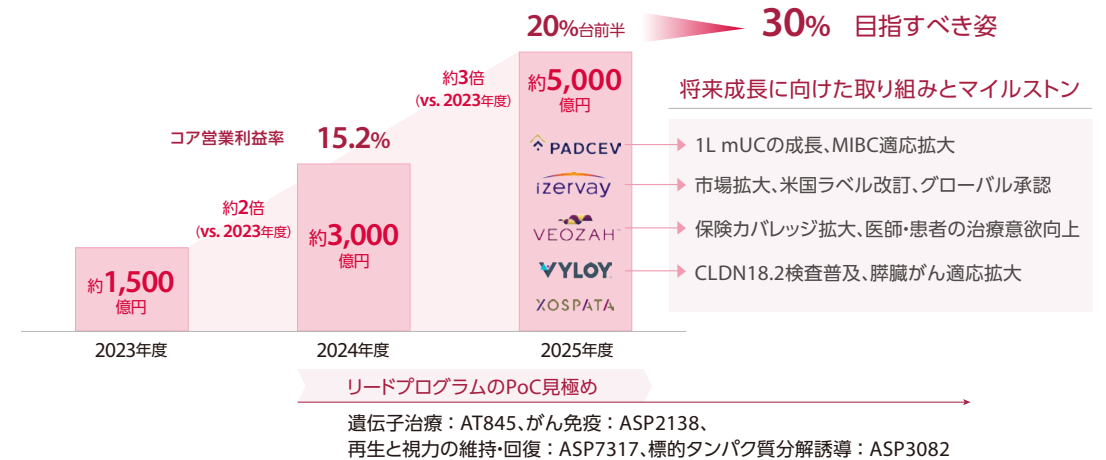 20%台前半
30% 目指すべき姿
約3倍
(vs. 2023年度)
約5,000
億円
将来成長に向けた取り組みとマイルストン
コア営業利益率
15.2%
PADCEV
1L mUCの成長、MIBC適応拡大
izervay
市場拡大、米国ラベル改訂、グローバル承認
約2倍
(vs. 2023年度)
約3,000
億円
VEOZAH
保険カバレッジ拡大、医師・患者の治療意欲向上
VYLOY
CLDN18.2検査普及、膵臓がん適応拡大
約1,500
億円
XOSPATA
2023年度
2024年度
2025年度
リードプログラムのPoC見極め
遺伝子治療：AT845、がん免疫：ASP2138、
再生と視力の維持・回復：ASP7317、標的タンパク質分解誘導：ASP3082